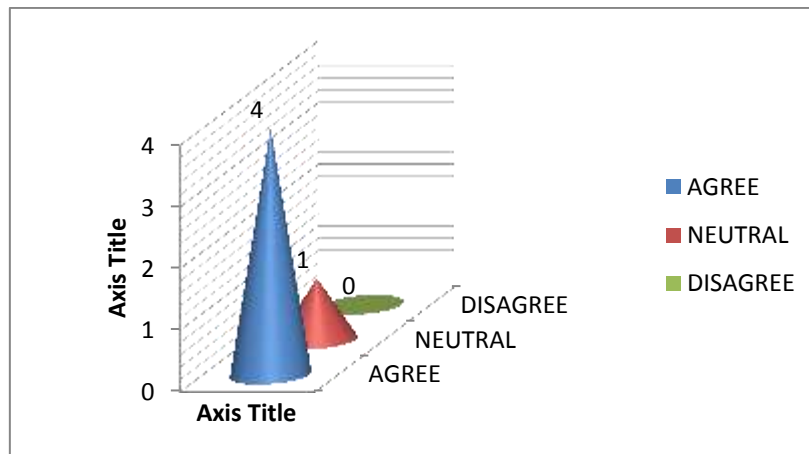 4
4
3
2
1
0
Axis Title
1
0
DISAGREE
NEUTRAL
AGREE
Axis Title
AGREE
NEUTRAL
DISAGREE